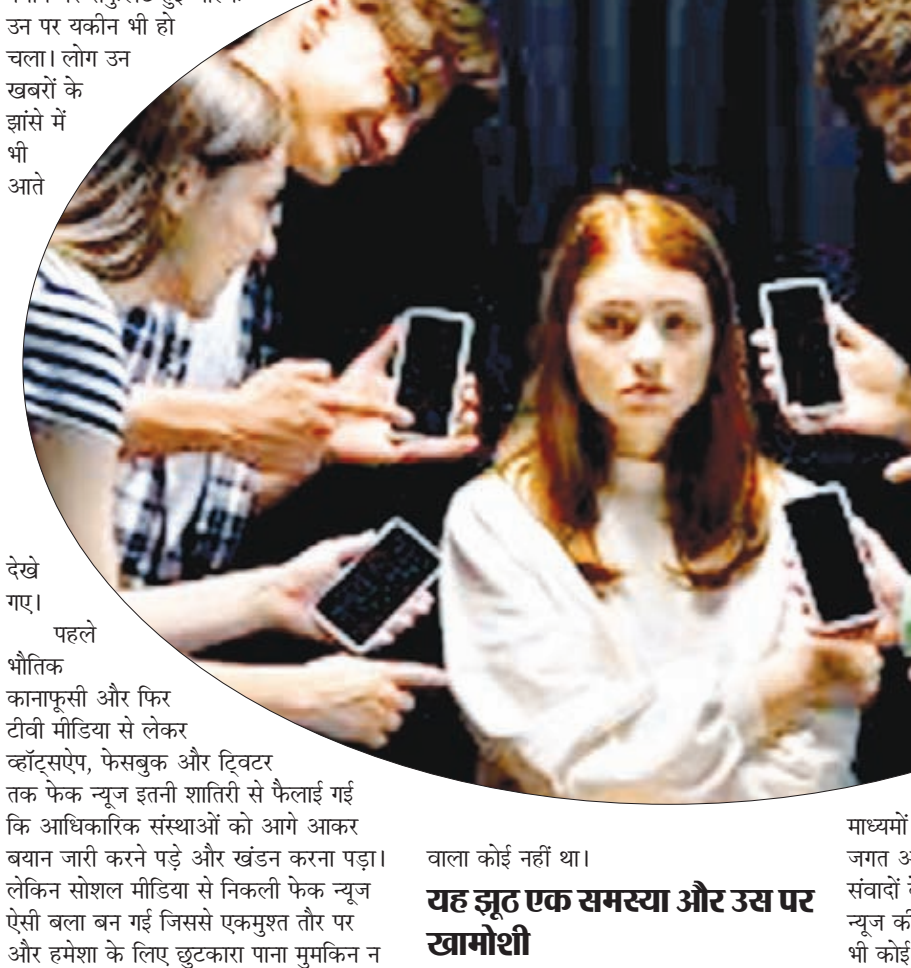 उन पर यकीन भी हो
चला। लोग उन
खबरों के
झांसे में
भी
आते
देखे
गए।
पहले
भौतिक
कानाफूसी और फिर
टीवी मीडिया से लेकर
व्हॉट्सऐप, फेसबुक और ट्विटर
तक फेक न्यूज इतनी शातिरी से फैलाई गई
कि आधिकारिक संस्थाओं को आगे आकर
बयान जारी करने पड़े और खंडन करना पड़ा।
लेकिन सोशल मीडिया से निकली फेक न्यूज
ऐसी बला बन गई जिससे एकमुश्त तौर पर
और हमेशा के लिए छुटकारा पाना मुमकिन न
वाला कोई नहीं था।
यह झूठ एक समस्या और उस पर
खामोशी
माध्यमों
जगत
संवादों
न्यूज की
भी कोई